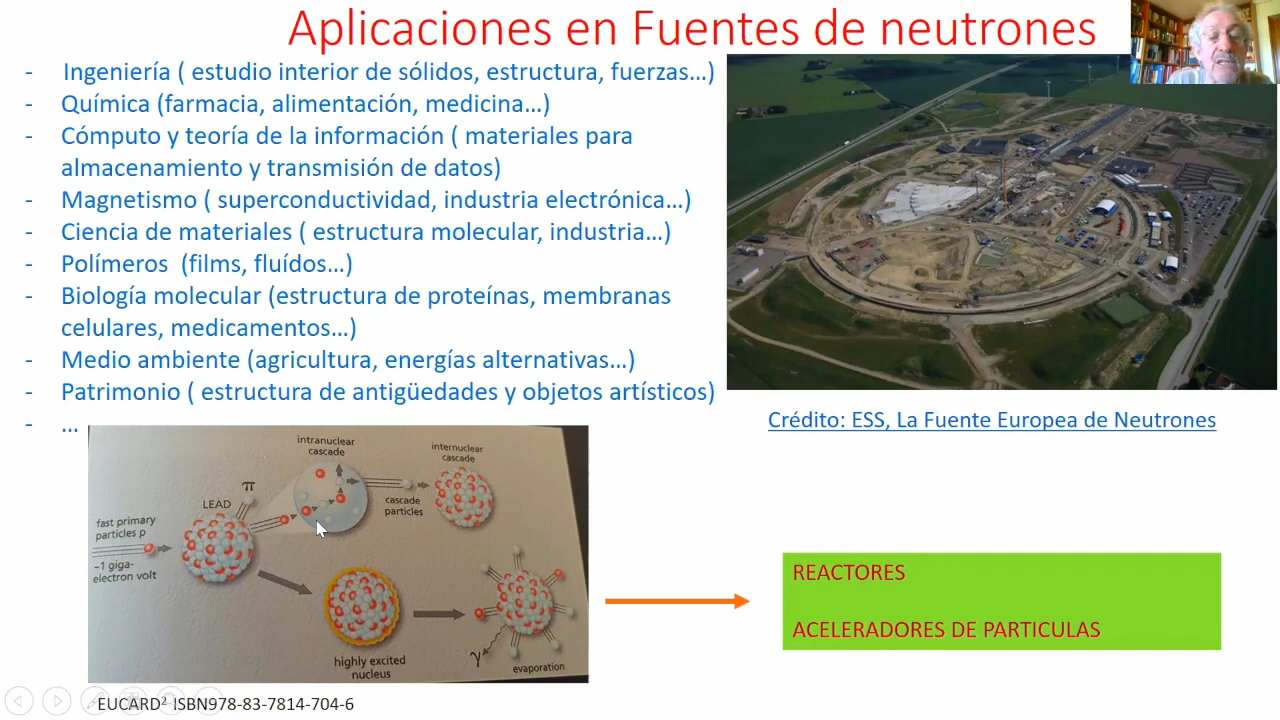 Aplicaciones en Fuentes de neutrones
- Ingeniería ( estudio interior de sólidos, estructura, fuerzas...)
- Química (farmacia, alimentación, medicina...)
- Cómputo y teoría de la información ( materiales para
almacenamiento y transmisión de datos)
- Magnetismo ( superconductividad, industria electrónica...)
- Ciencia de materiales ( estructura molecular, industria...)
- Polímeros (films, fluídos...)
- Biología molecular (estructura de proteínas, membranas
celulares, medicamentos...)
- Medio ambiente (agricultura, energías alternativas...)
- Patrimonio ( estructura de antigüedades y objetos artísticos)
- ...
Crédito: ESS, La Fuente Europea de Neutrones
intranuclear
cascade
internuclear
cascade
π
LEAD
cascade
particles
fast primary
particles p
~1 giga-
electron volt
highly excited
nucleus
γ
evaporation
REACTORES
ACELERADORES DE PARTICULAS
EUCARD² ISBN978-83-7814-704-6